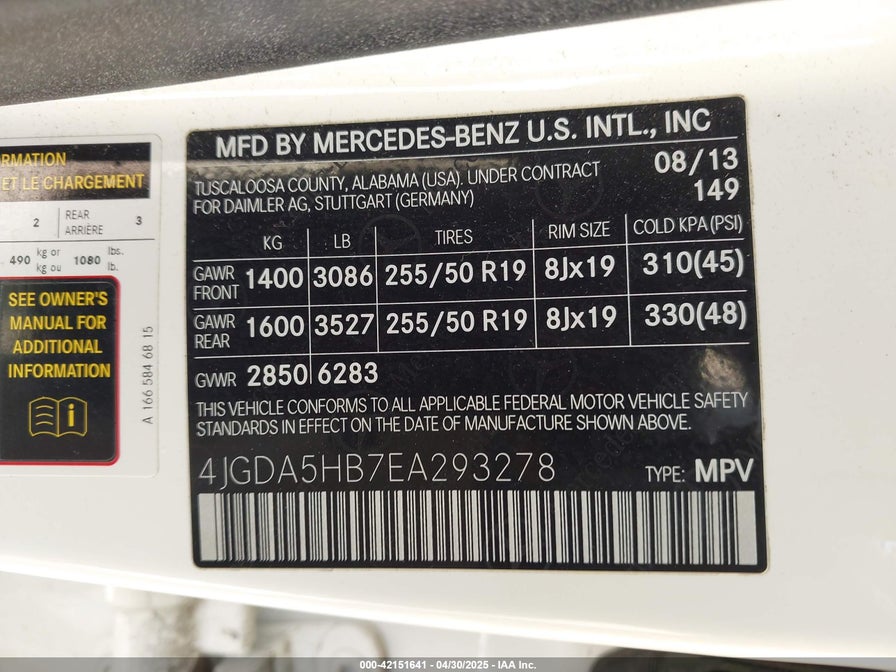 RMATION
ET LE CHARGEMENT
2 REAR ARRIÈRE 3
490 kg or kg ou 1080 lbs. lb.
SEE OWNER'S
MANUAL FOR
ADDITIONAL
INFORMATION
A 166 584 68 15
MFD BY MERCEDES-BENZ U.S. INTL., INC
TUSCALOOSA COUNTY, ALABAMA (USA). UNDER CONTRACT 08/13
FOR DAIMLER AG, STUTTGART (GERMANY) 149
KG LB TIRES RIM SIZE COLD KPA (PSI)
GAWR FRONT 1400 3086 255/50 R19 8Jx19 310(45)
GAWR REAR 1600 3527 255/50 R19 8Jx19 330(48)
GVWR 2850 6283
THIS VEHICLE CONFORMS TO ALL APPLICABLE FEDERAL MOTOR VEHICLE SAFETY
STANDARDS IN EFFECT ON THE DATE OF MANUFACTURE SHOWN ABOVE.
4JGDA5HB7EA293278 TYPE: MPV
000-42151641 / 04/30/2025 - IAA Inc.